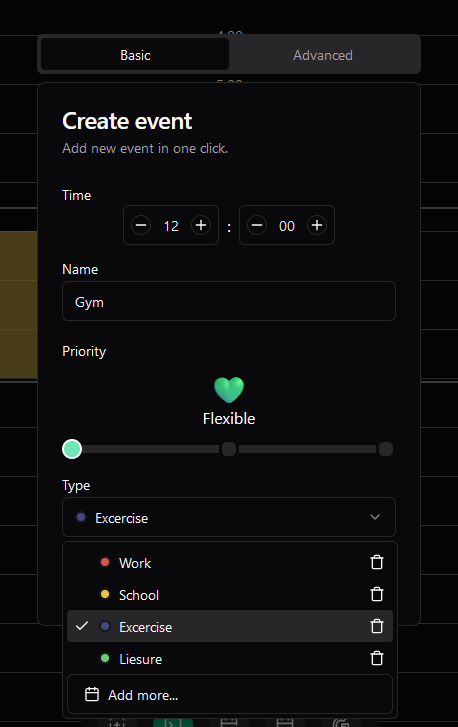 Basic Advanced
Create event
Add new event in one click.
Time
12 : 00
Name
Gym
Priority
Flexible
Type
Excercise
Work
School
Excercise
Liesure
Add more...